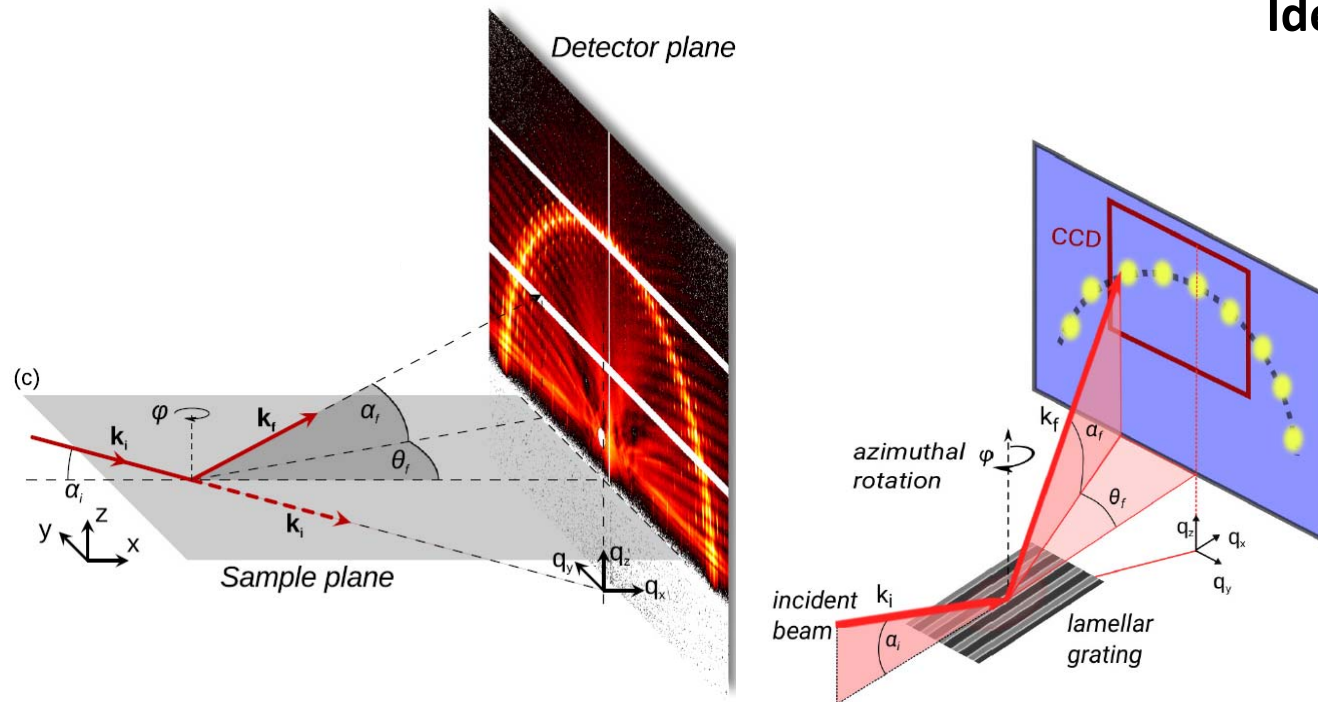 Ide
Detector plane
(c)
φ
k_f
α_f
k_i
θ_f
α_i
k_i
z
y
x
q_y
q_z
q_x
Sample plane
CCD
k_f
α_f
azimuthal
rotation
φ
θ_f
q_z
q_x
q_y
incident
beam
k_i
α_i
lamellar
grating